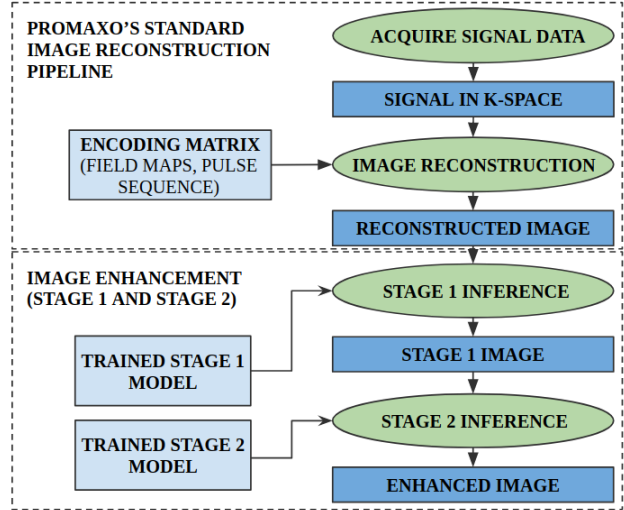 PROMAXO'S STANDARD
IMAGE RECONSTRUCTION
PIPELINE
ACQUIRE SIGNAL DATA
SIGNAL IN K-SPACE
ENCODING MATRIX
(FIELD MAPS, PULSE
SEQUENCE)
IMAGE RECONSTRUCTION
RECONSTRUCTED IMAGE
IMAGE ENHANCEMENT
(STAGE 1 AND STAGE 2)
STAGE 1 INFERENCE
TRAINED STAGE 1
MODEL
STAGE 1 IMAGE
TRAINED STAGE 2
MODEL
STAGE 2 INFERENCE
ENHANCED IMAGE